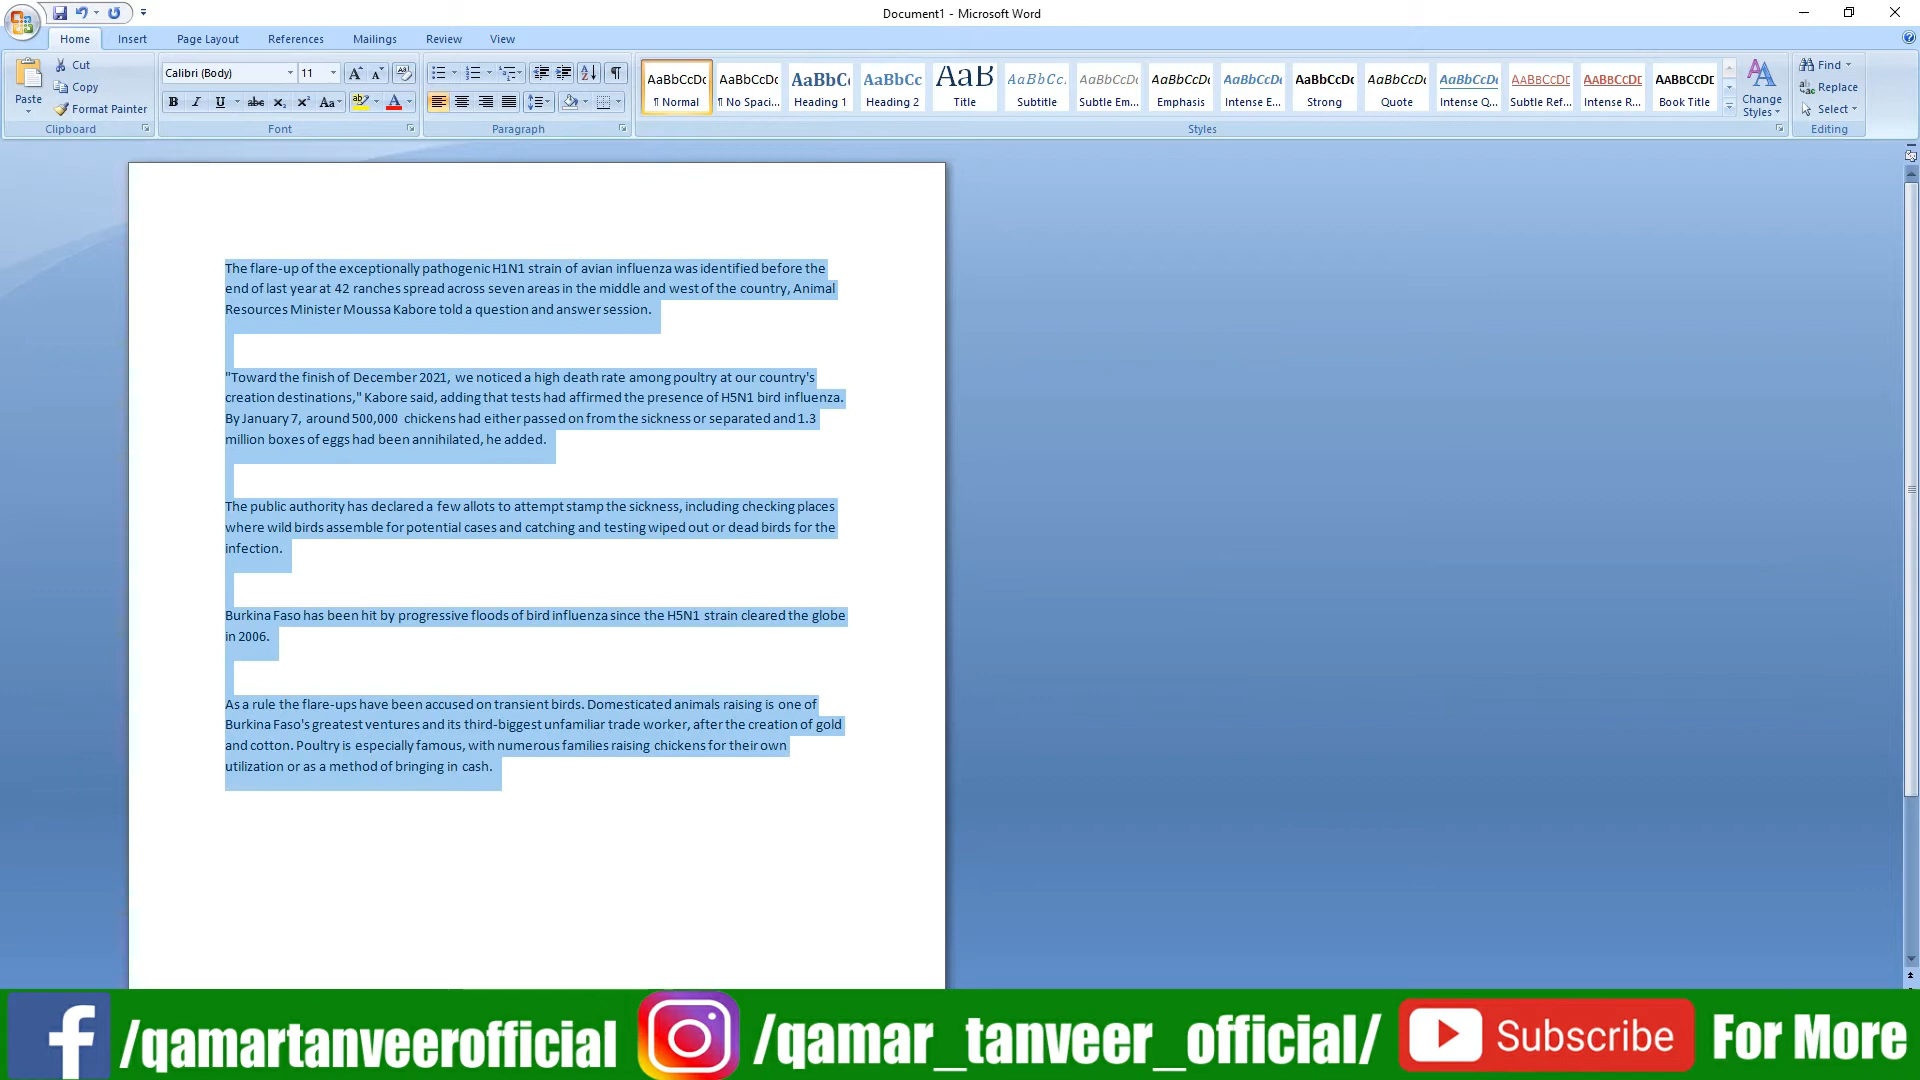 Document1 - Microsoft Word
Home Insert Page Layout References Mailings Review View
Paste
Cut
Copy
Format Painter
Clipboard
Calibri (Body) 11
Font
Paragraph
AaBbCcDc AaBbCcDc AaBbC AaBbCc AaB AaBbCc. AaBbCcDc AaBbCcDc AaBbCcDc AaBbCcDc AaBbCcDc AaBbCcDc AABBCCDD AABBCCDD AABBCCDD
¶ Normal ¶ No Spaci... Heading 1 Heading 2 Title Subtitle Subtle Em... Emphasis Intense E... Strong Quote Intense Q... Subtle Ref... Intense R... Book Title
Change Styles
Styles
Find
Replace
Select
Editing
The flare-up of the exceptionally pathogenic H1N1 strain of avian influenza was identified before the
end of last year at 42 ranches spread across seven areas in the middle and west of the country, Animal
Resources Minister Moussa Kabore told a question and answer session.
"Toward the finish of December 2021, we noticed a high death rate among poultry at our country's
creation destinations," Kabore said, adding that tests had affirmed the presence of H5N1 bird influenza.
By January 7, around 500,000 chickens had either passed on from the sickness or separated and 1.3
million boxes of eggs had been annihilated, he added.
The public authority has declared a few allots to attempt stamp the sickness, including checking places
where wild birds assemble for potential cases and catching and testing wiped out or dead birds for the
infection.
Burkina Faso has been hit by progressive floods of bird influenza since the H5N1 strain cleared the globe
in 2006.
As a rule the flare-ups have been accused on transient birds. Domesticated animals raising is one of
Burkina Faso's greatest ventures and its third-biggest unfamiliar trade worker, after the creation of gold
and cotton. Poultry is especially famous, with numerous families raising chickens for their own
utilization or as a method of bringing in cash.
/qamartanveerofficial /qamar_tanveer_official/ Subscribe For More